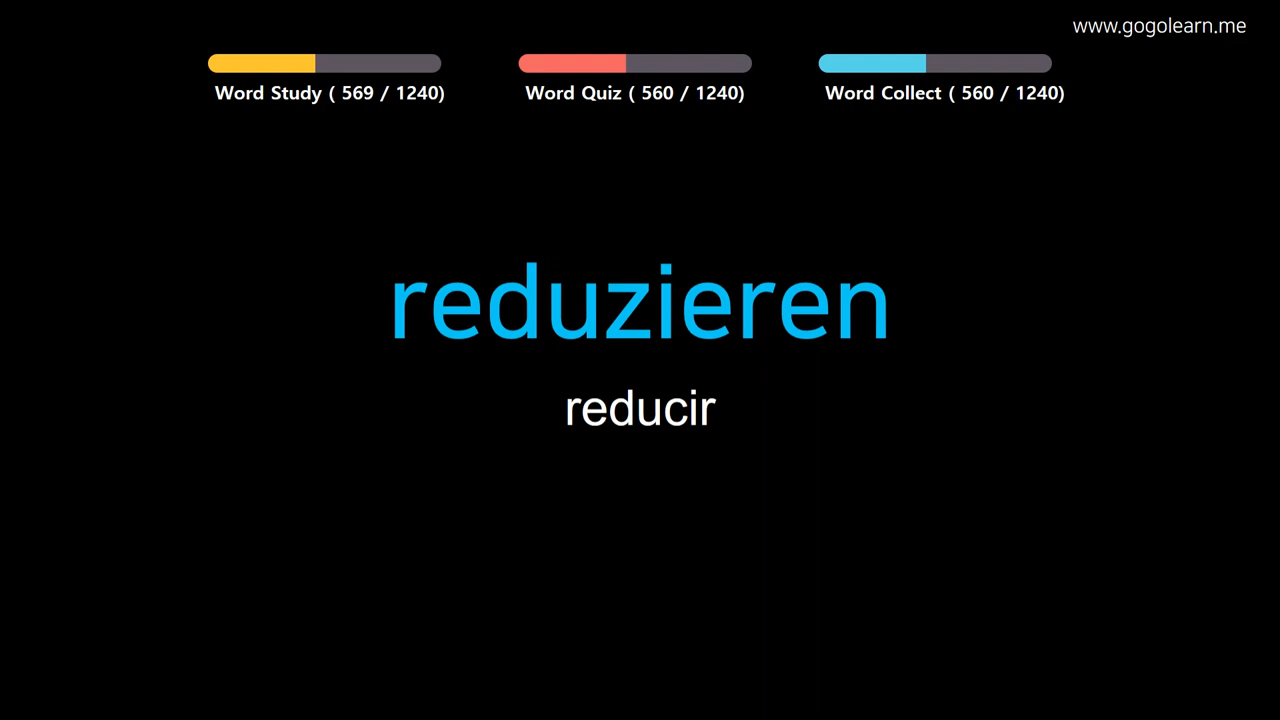 www.gogolearn.me
Word Study ( 569 / 1240)
Word Quiz ( 560 / 1240)
Word Collect ( 560 / 1240)
reduzieren
reducir